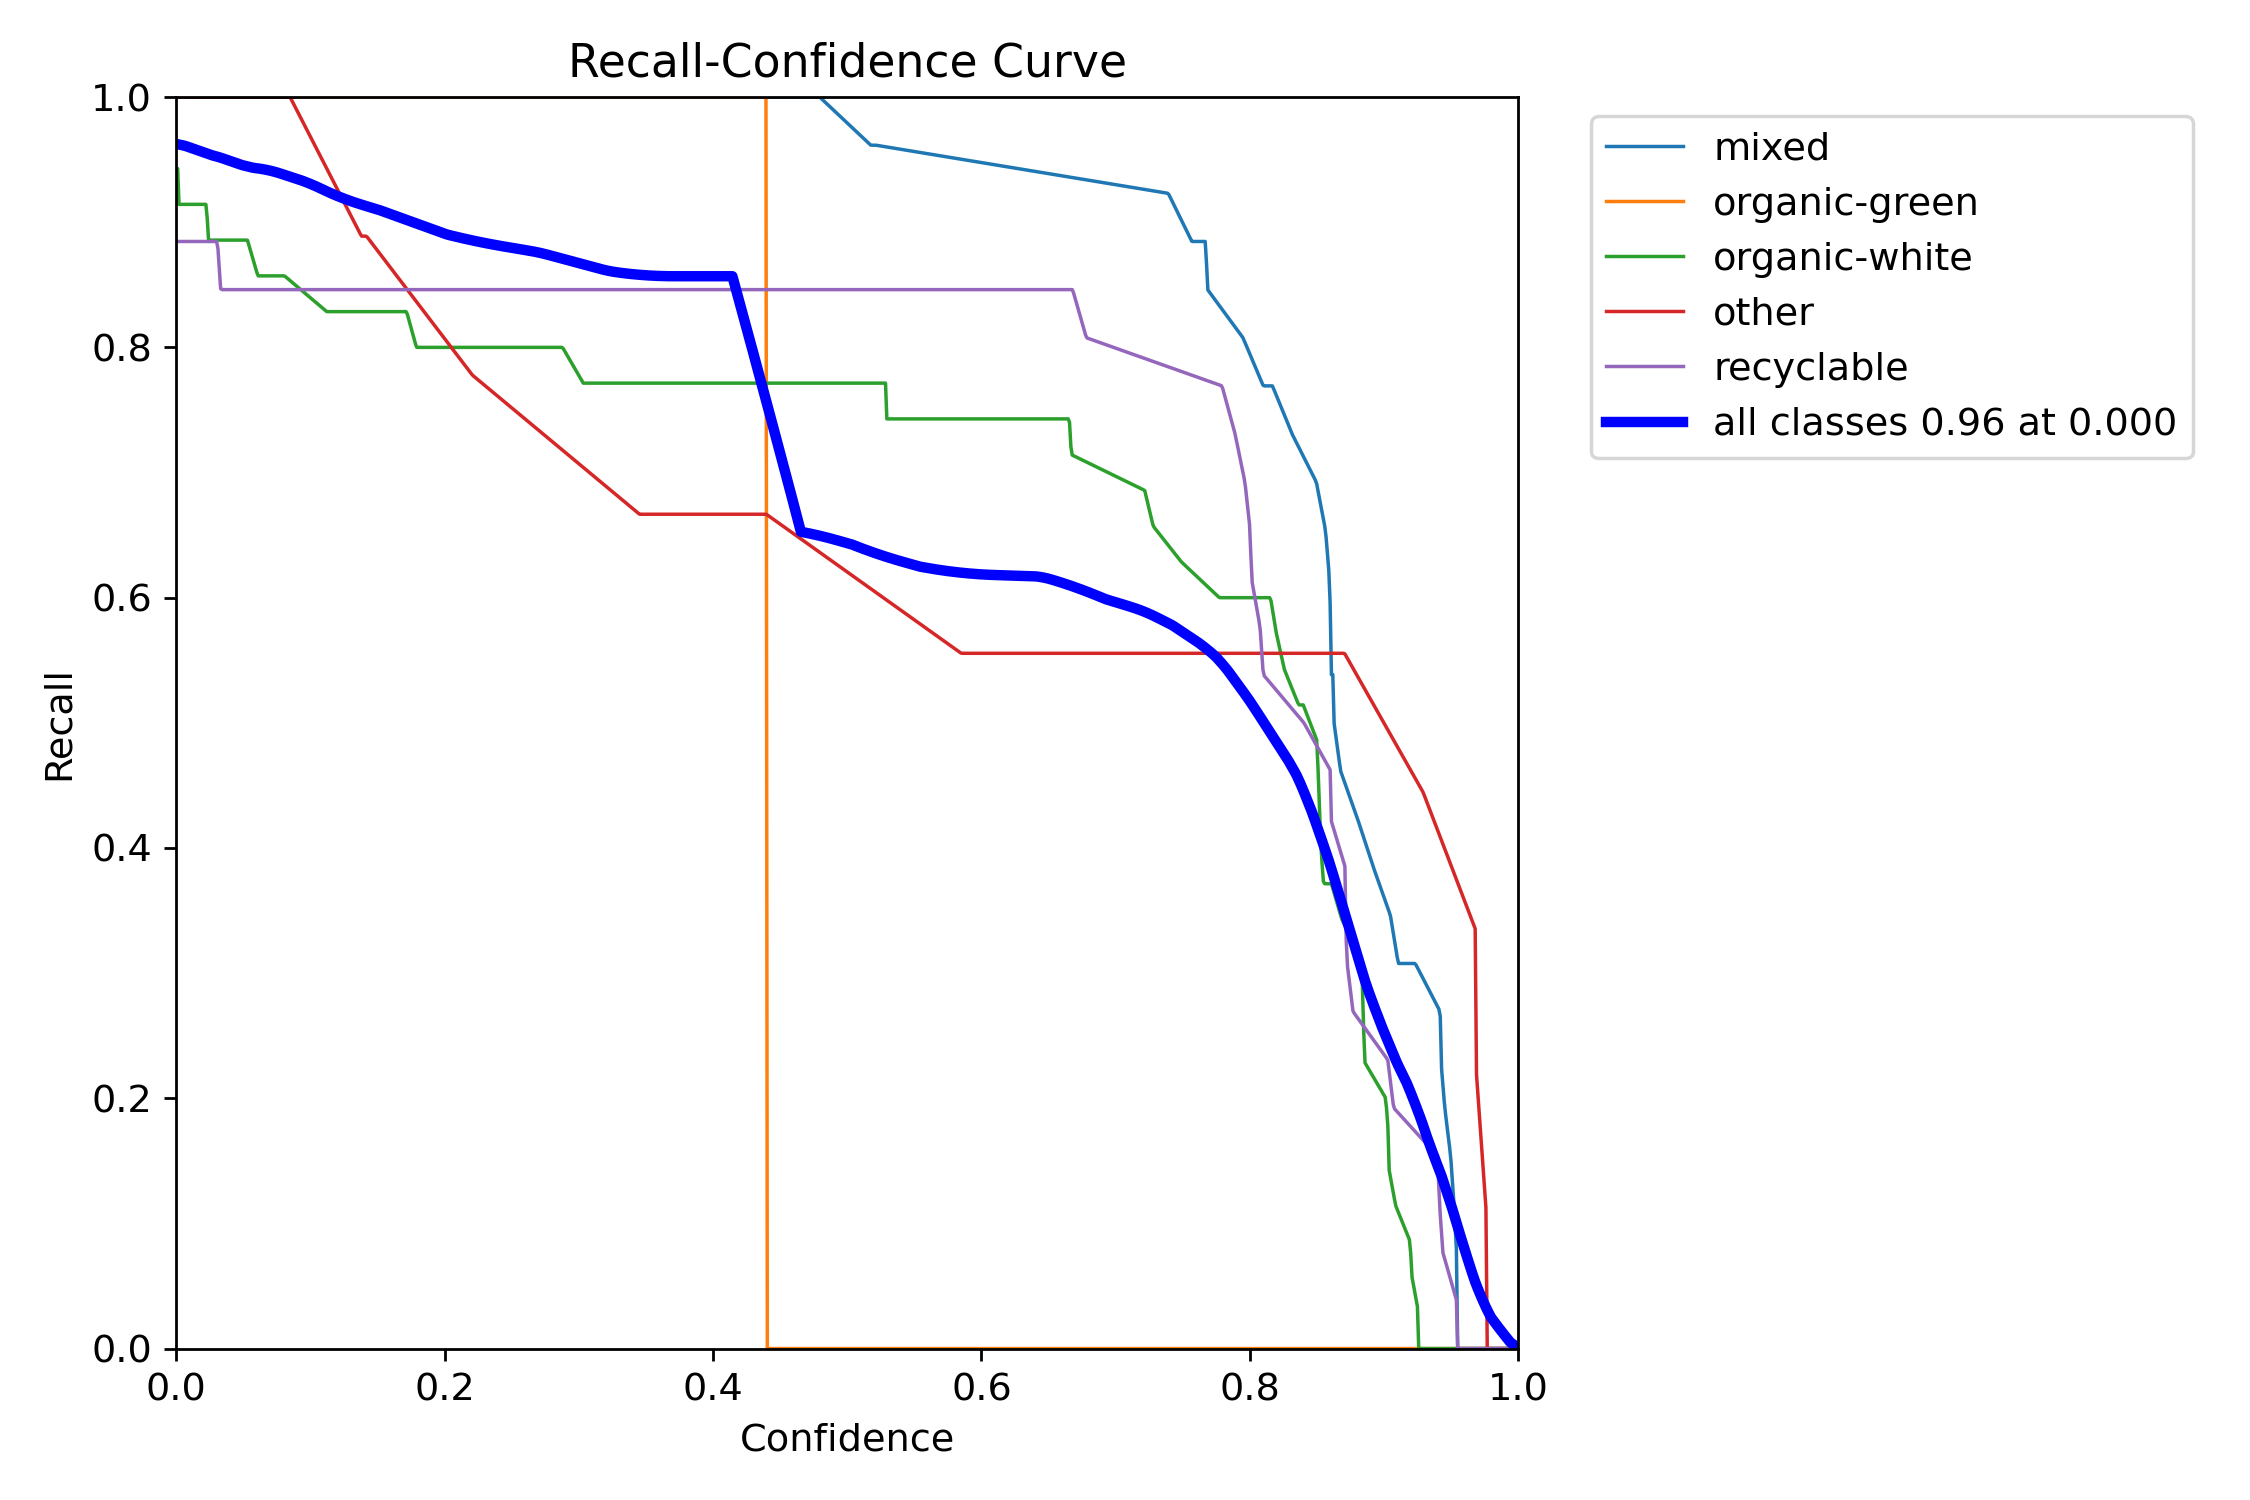 Recall-Confidence Curve
1.0
0.8
0.6
0.4
0.2
0.0
Recall
0.0 0.2 0.4 0.6 0.8 1.0
Confidence
mixed
organic-green
organic-white
other
recyclable
all classes 0.96 at 0.000